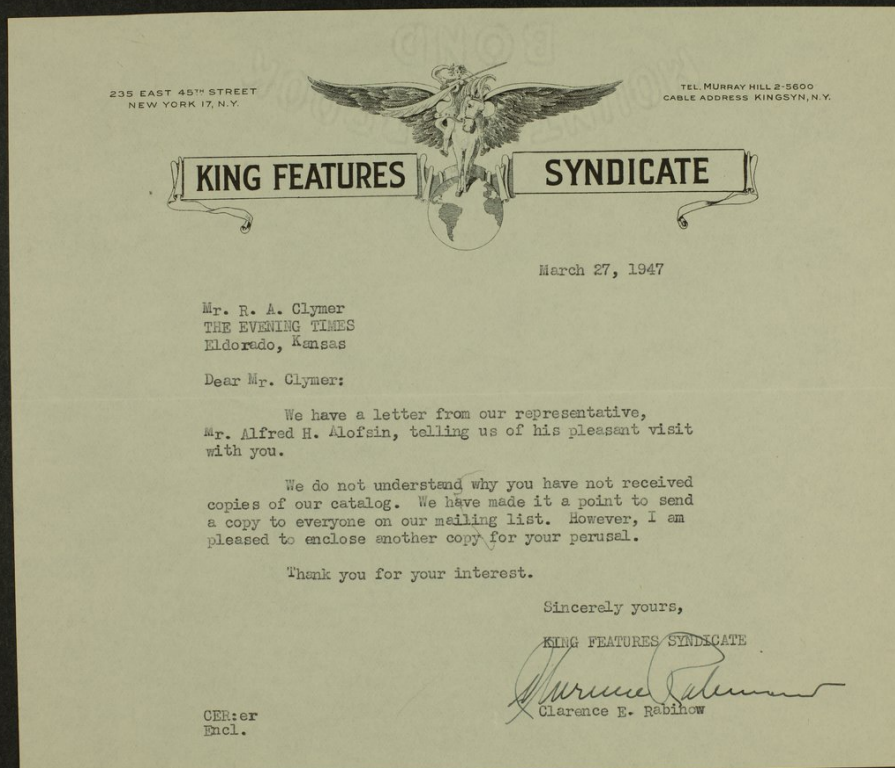 235 EAST 45TH STREET
NEW YORK 17, N.Y.
TEL. MURRAY HILL 2-5600
CABLE ADDRESS KINGSYN, N.Y.
KING FEATURES SYNDICATE
March 27, 1947
Mr. R. A. Clymer
THE EVENING TIMES
Eldorado, Kansas
Dear Mr. Clymer:
We have a letter from our representative,
Mr. Alfred H. Alofsin, telling us of his pleasant visit
with you.
We do not understand why you have not received
copies of our catalog. We have made it a point to send
a copy to everyone on our mailing list. However, I am
pleased to enclose another copy for your perusal.
Thank you for your interest.
Sincerely yours,
KING FEATURES SYNDICATE
Clarence E. Rabihow
CER:er
Encl.